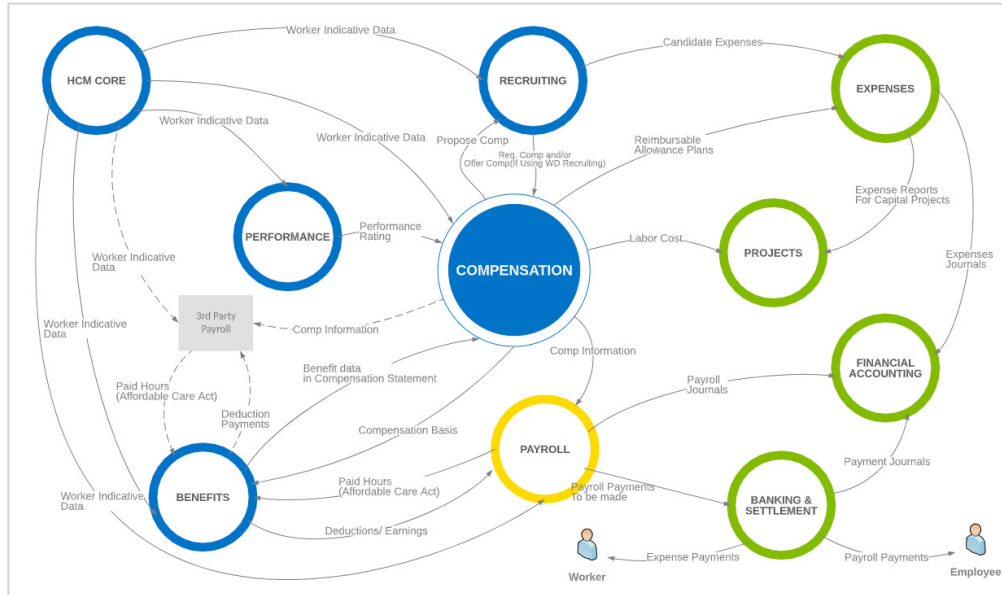 Worker Indicative Data
Candidate Expenses
HCM CORE
RECRUITING
EXPENSES
Worker Indicative Data
Worker Indicative Data
Propose Comp
Req. Comp and/or
Offer Comp(If Using WD Recruiting)
Reimbursable
Allowance Plans
Expense Reports
For Capital Projects
PERFORMANCE
Performance
Rating
Labor Cost
PROJECTS
Worker Indicative
Data
COMPENSATION
Expenses
Journals
3rd Party
Payroll
Comp Information
Worker Indicative
Data
Comp Information
Benefit data
in Compensation Statement
FINANCIAL
ACCOUNTING
Paid Hours
(Affordable Care Act)
Deduction
Payments
Payroll
Journals
Compensation Basis
PAYROLL
Payment Journals
BENEFITS
Paid Hours
(Affordable Care Act)
Payroll Payments
To be made
BANKING &
SETTLEMENT
Worker Indicative
Data
Deductions/ Earnings
Expense Payments
Payroll Payments
Worker
Employee